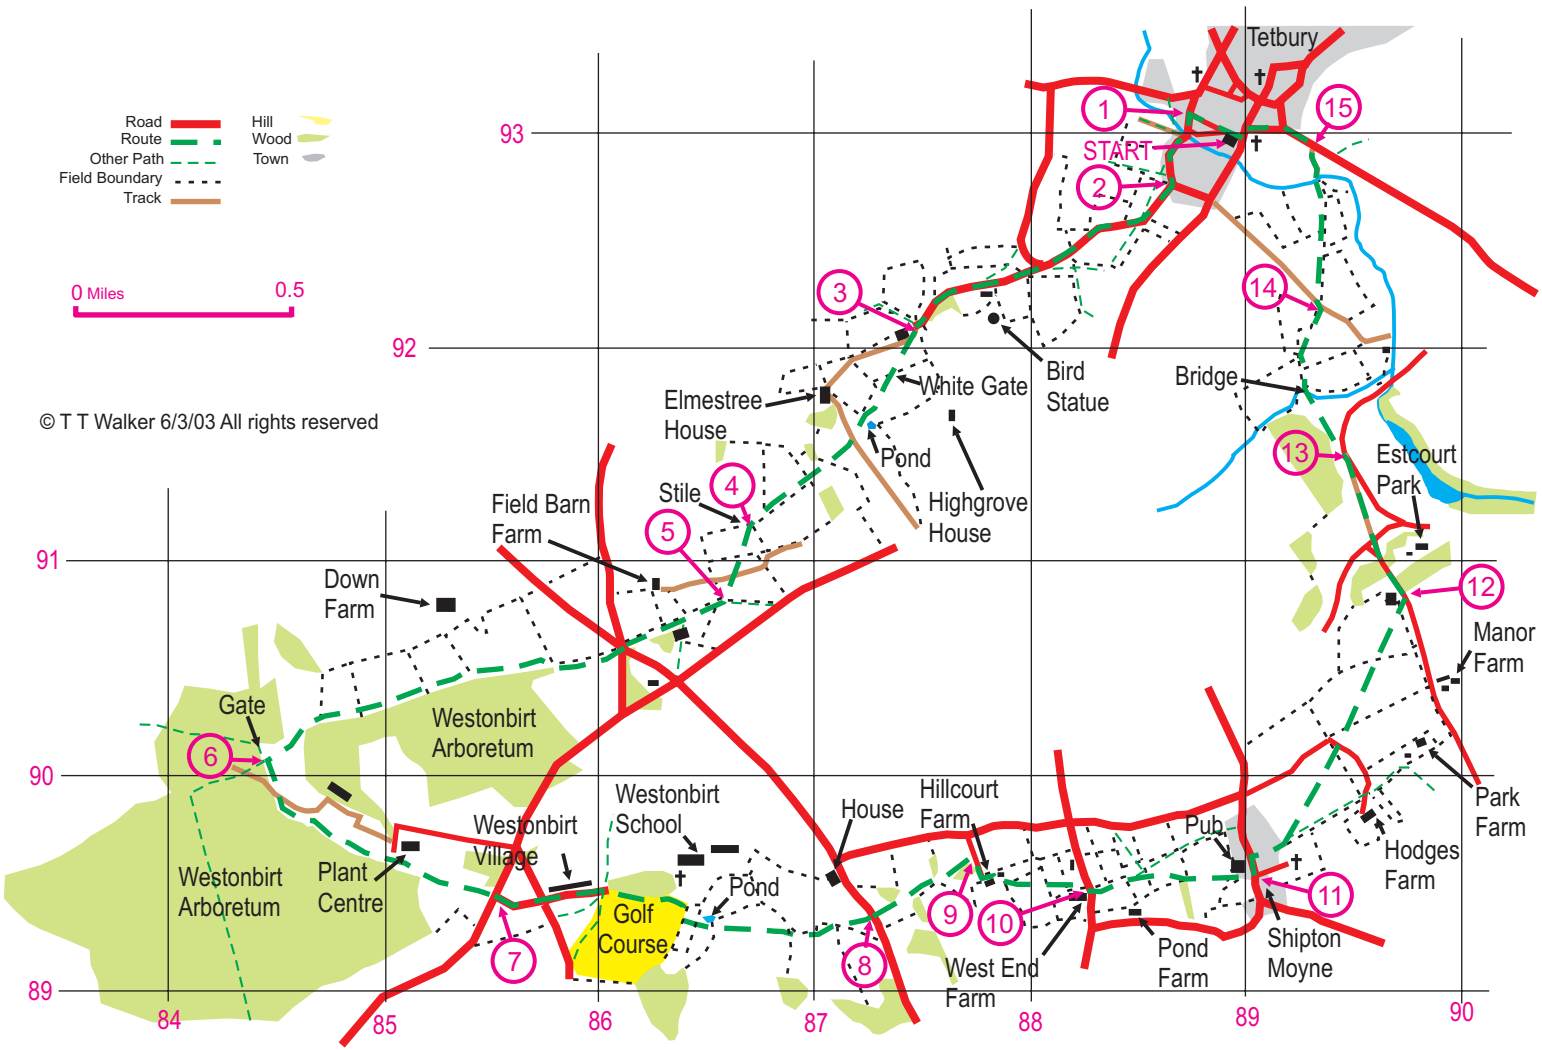 Tetbury
1
15
93
START
2
Road
Route
Other Path
Field Boundary
Track
Hill
Wood
Town
0 Miles
0.5
3
14
92
Bird
Statue
White Gate
Bridge
Elmestree
House
© T T Walker 6/3/03 All rights reserved
Pond
13
Estcourt
Park
4
Stile
Field Barn
Farm
5
Highgrove
House
91
Down
Farm
12
Manor
Farm
Gate
6
Westonbirt
Arboretum
90
Westonbirt
School
House
Hillcourt
Farm
Park
Farm
Westonbirt
Village
Pub
Hodges
Farm
Westonbirt
Arboretum
Plant
Centre
Pond
Golf
Course
9
10
11
7
8
West End
Farm
Pond
Farm
Shipton
Moyne
89
84
85
86
87
88
89
90